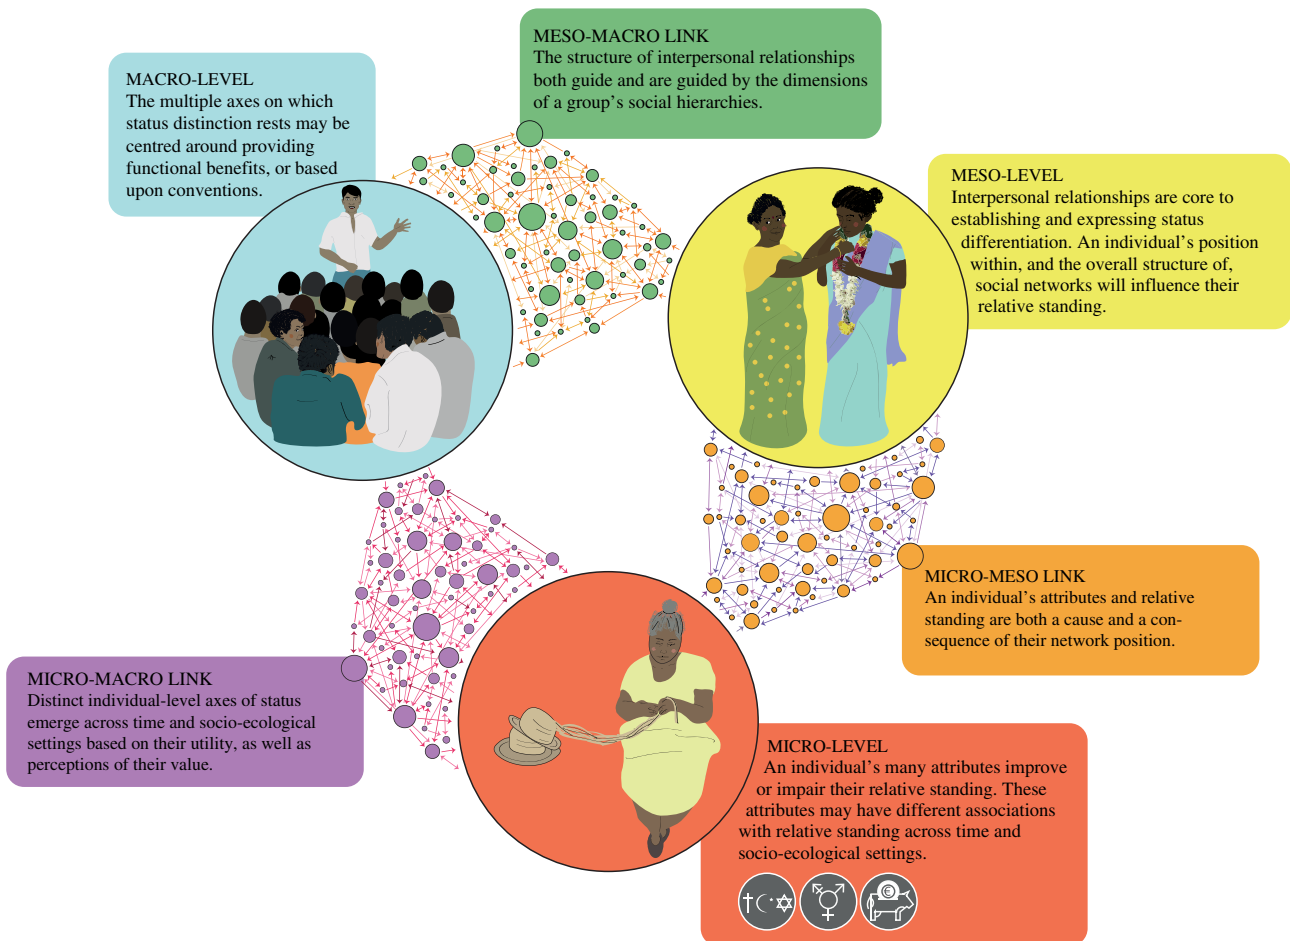 MESO-MACRO LINK
The structure of interpersonal relationships
both guide and are guided by the dimensions
of a group's social hierarchies.
MACRO-LEVEL
The multiple axes on which
status distinction rests may be
centred around providing
functional benefits, or based
upon conventions.
MESO-LEVEL
Interpersonal relationships are core to
establishing and expressing status
differentiation. An individual's position
within, and the overall structure of,
social networks will influence their
relative standing.
MICRO-MESO LINK
An individual's attributes and relative
standing are both a cause and a con-
sequence of their network position.
MICRO-MACRO LINK
Distinct individual-level axes of status
emerge across time and socio-ecological
settings based on their utility, as well as
perceptions of their value.
MICRO-LEVEL
An individual's many attributes improve
or impair their relative standing. These
attributes may have different associations
with relative standing across time and
socio-ecological settings.
€